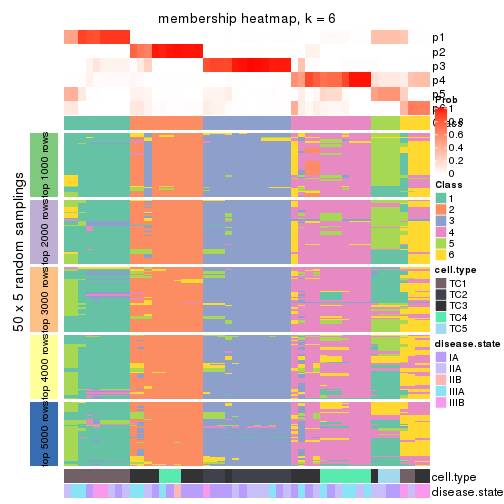 membership heatmap, k = 6
p1
p2
p3
p4
p5
p6
Prob
1
0.8
0.6
0.4
0.2
0
Class
1
2
3
4
5
6
cell.type
TC1
TC2
TC3
TC4
TC5
disease.state
IA
IIA
IIB
IIIA
IIIB
50 x 5 random samplings
top 1000 rows
top 2000 rows
top 3000 rows
top 4000 rows
top 5000 rows
cell.type
disease.state